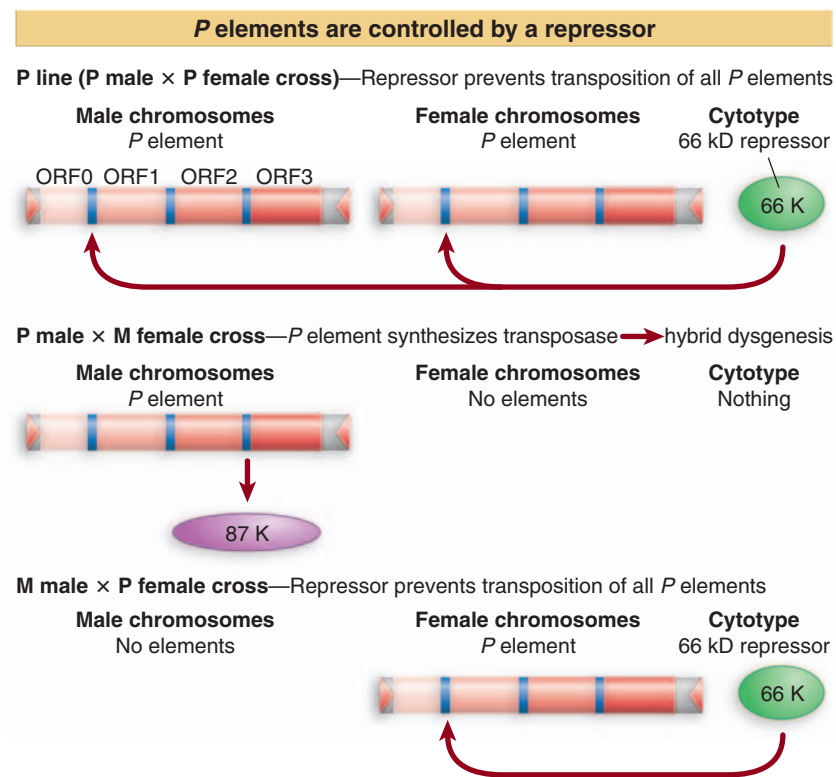 P elements are controlled by a repressor
P line (P male × P female cross)—Repressor prevents transposition of all P elements
Male chromosomes
P element
Female chromosomes
P element
Cytotype
66 kD repressor
ORF0 ORF1 ORF2 ORF3
66 K
P male × M female cross—P element synthesizes transposase hybrid dysgenesis
Male chromosomes
P element
Female chromosomes
No elements
Cytotype
Nothing
87 K
M male × P female cross—Repressor prevents transposition of all P elements
Male chromosomes
No elements
Female chromosomes
P element
Cytotype
66 kD repressor
66 K